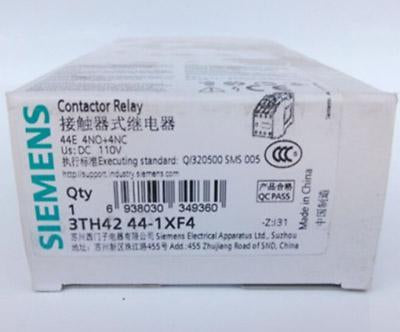 SIEMENS
Contactor Relay
接触器式继电器
44E 4NO+4NC
Us: DC 110V
执行标准Executing standard: Q/320500 SMS 005
http://support.industry.siemens.com
Qty
1
6 938030 349360
3TH42 44-1XF4
-Z:I31
产品合格
QC PASS
CCC
Made in China
中国制造
苏州西门子电器有限公司 Siemens Electrical Apparatus Ltd., Suzhou
地址:苏州新区珠江路455号 Add.:455 Zhujiang Road of SND, China